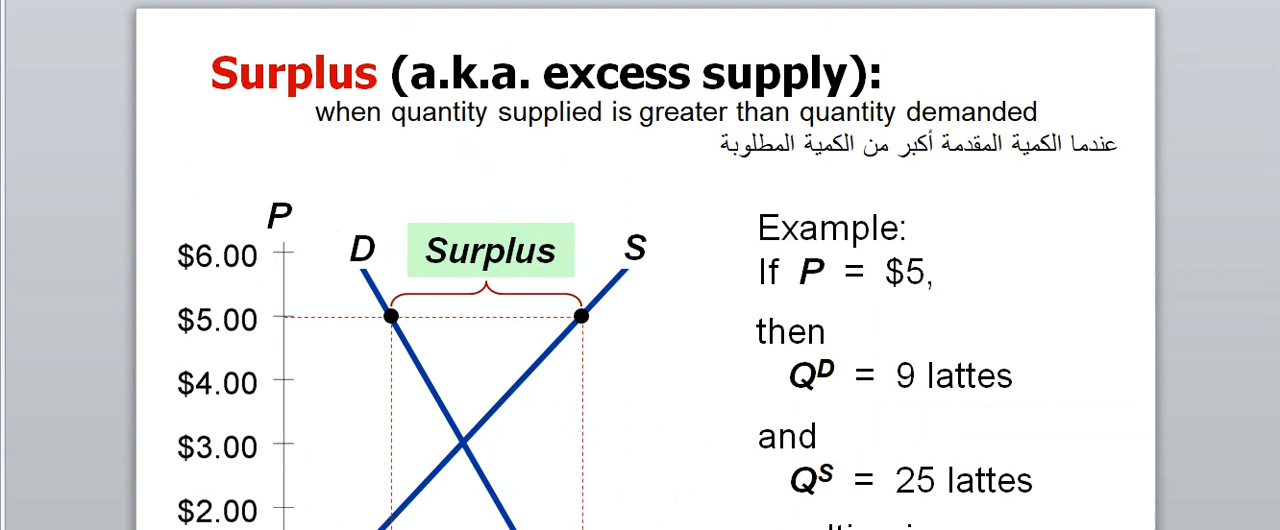 Surplus (a.k.a. excess supply):
when quantity supplied is greater than quantity demanded
عندما الكمية المقدمة أكبر من الكمية المطلوبة
P
D
Surplus
S
$6.00
$5.00
$4.00
$3.00
$2.00
Example:
If P = $5,
then
QD = 9 lattes
and
QS = 25 lattes